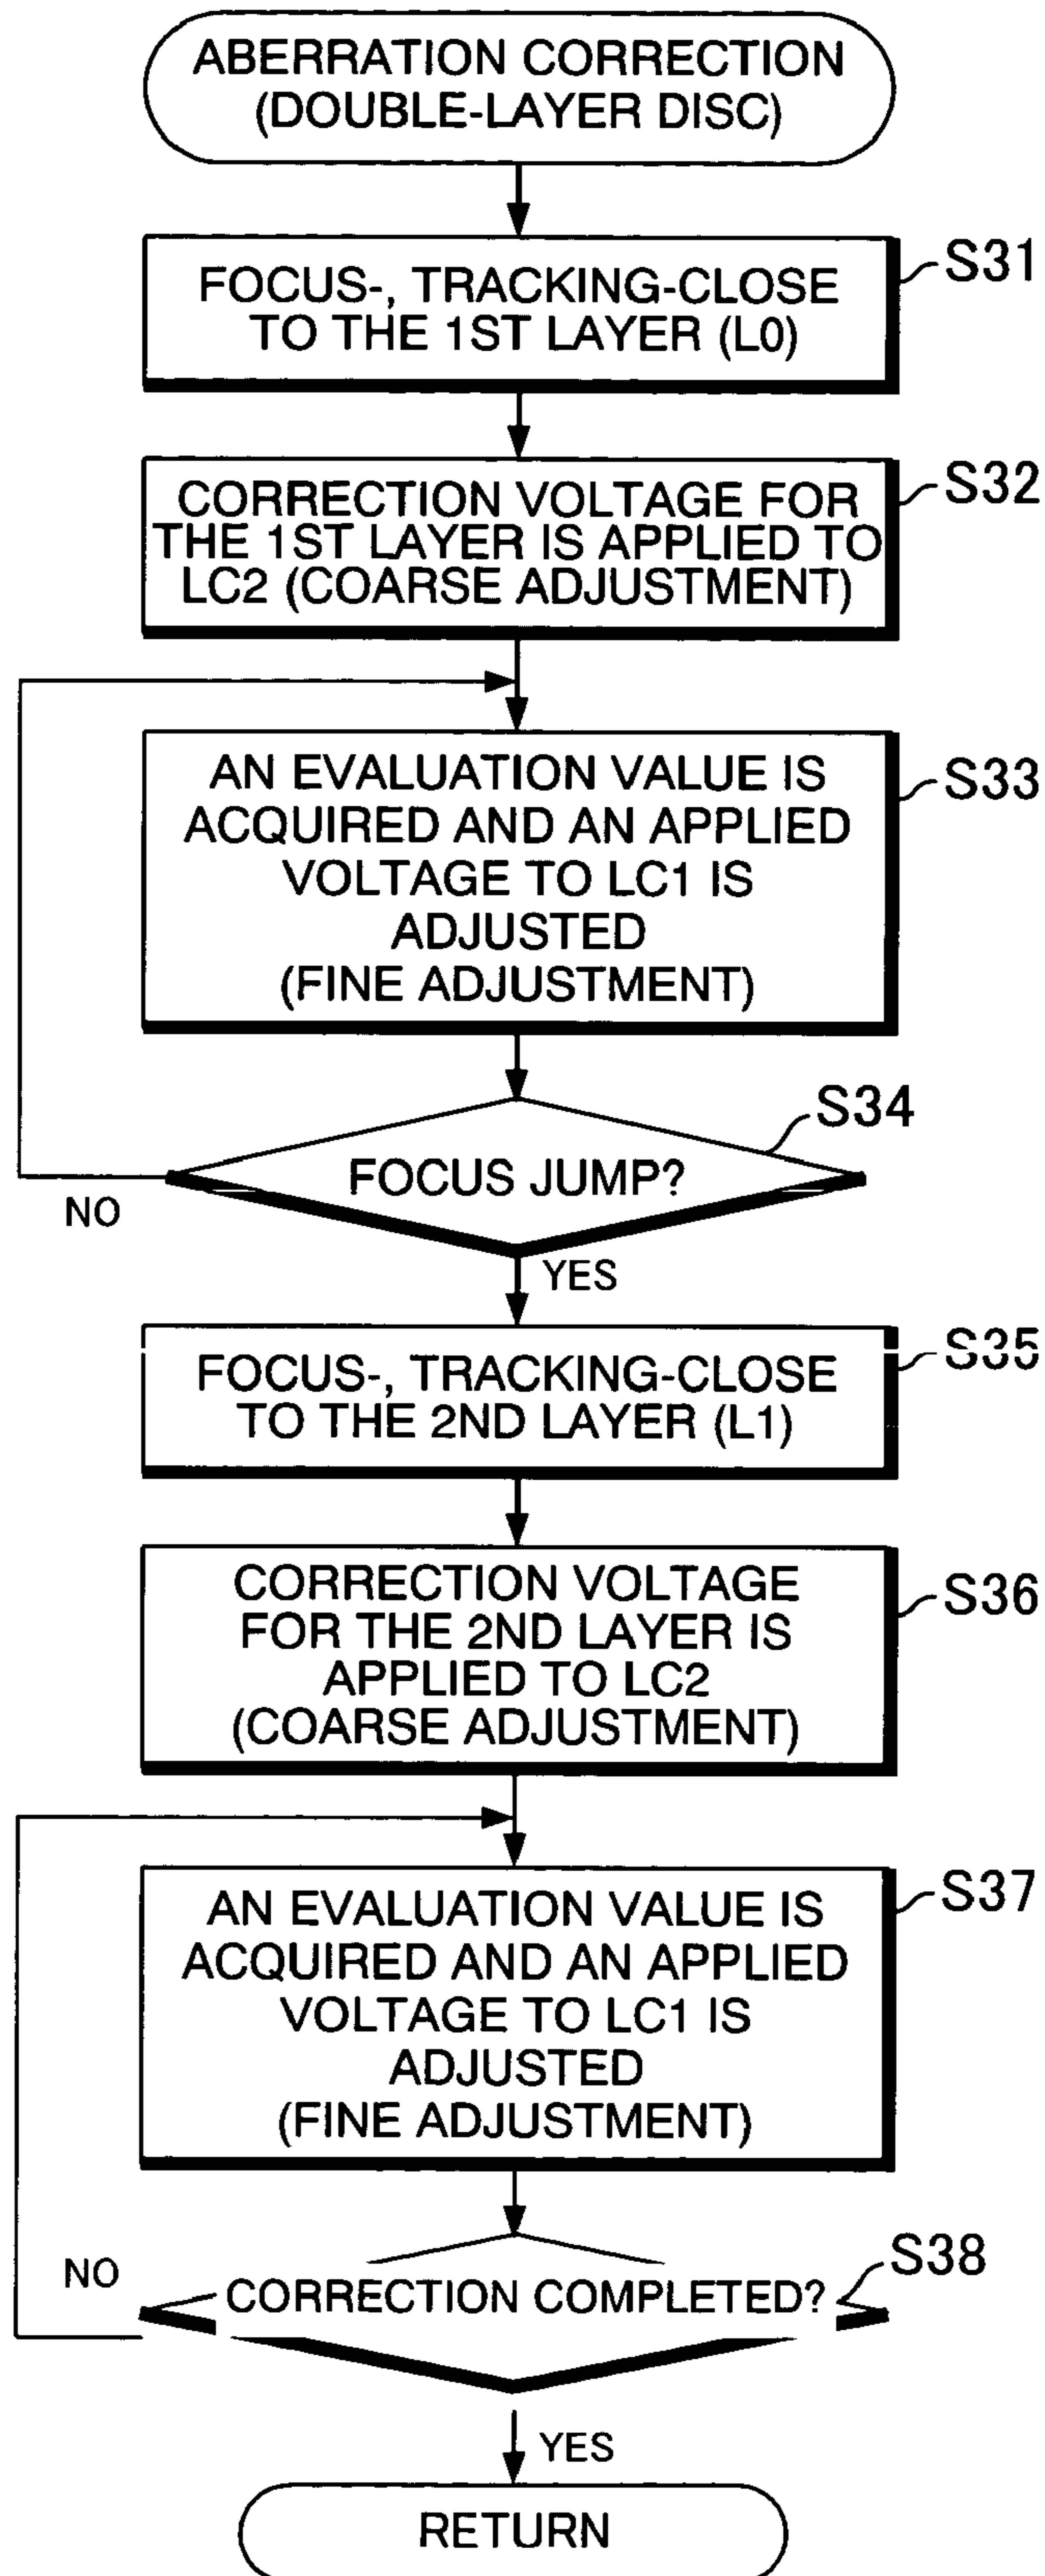 ABERRATION CORRECTION
(DOUBLE-LAYER DISC)
S31
FOCUS-, TRACKING-CLOSE
TO THE 1ST LAYER (L0)
S32
CORRECTION VOLTAGE FOR
THE 1ST LAYER IS APPLIED TO
LC2 (COARSE ADJUSTMENT)
S33
AN EVALUATION VALUE IS
ACQUIRED AND AN APPLIED
VOLTAGE TO LC1 IS
ADJUSTED
(FINE ADJUSTMENT)
S34
FOCUS JUMP?
NO
YES
S35
FOCUS-, TRACKING-CLOSE
TO THE 2ND LAYER (L1)
S36
CORRECTION VOLTAGE
FOR THE 2ND LAYER IS
APPLIED TO LC2
(COARSE ADJUSTMENT)
S37
AN EVALUATION VALUE IS
ACQUIRED AND AN APPLIED
VOLTAGE TO LC1 IS
ADJUSTED
(FINE ADJUSTMENT)
S38
NO
CORRECTION COMPLETED?
YES
RETURN